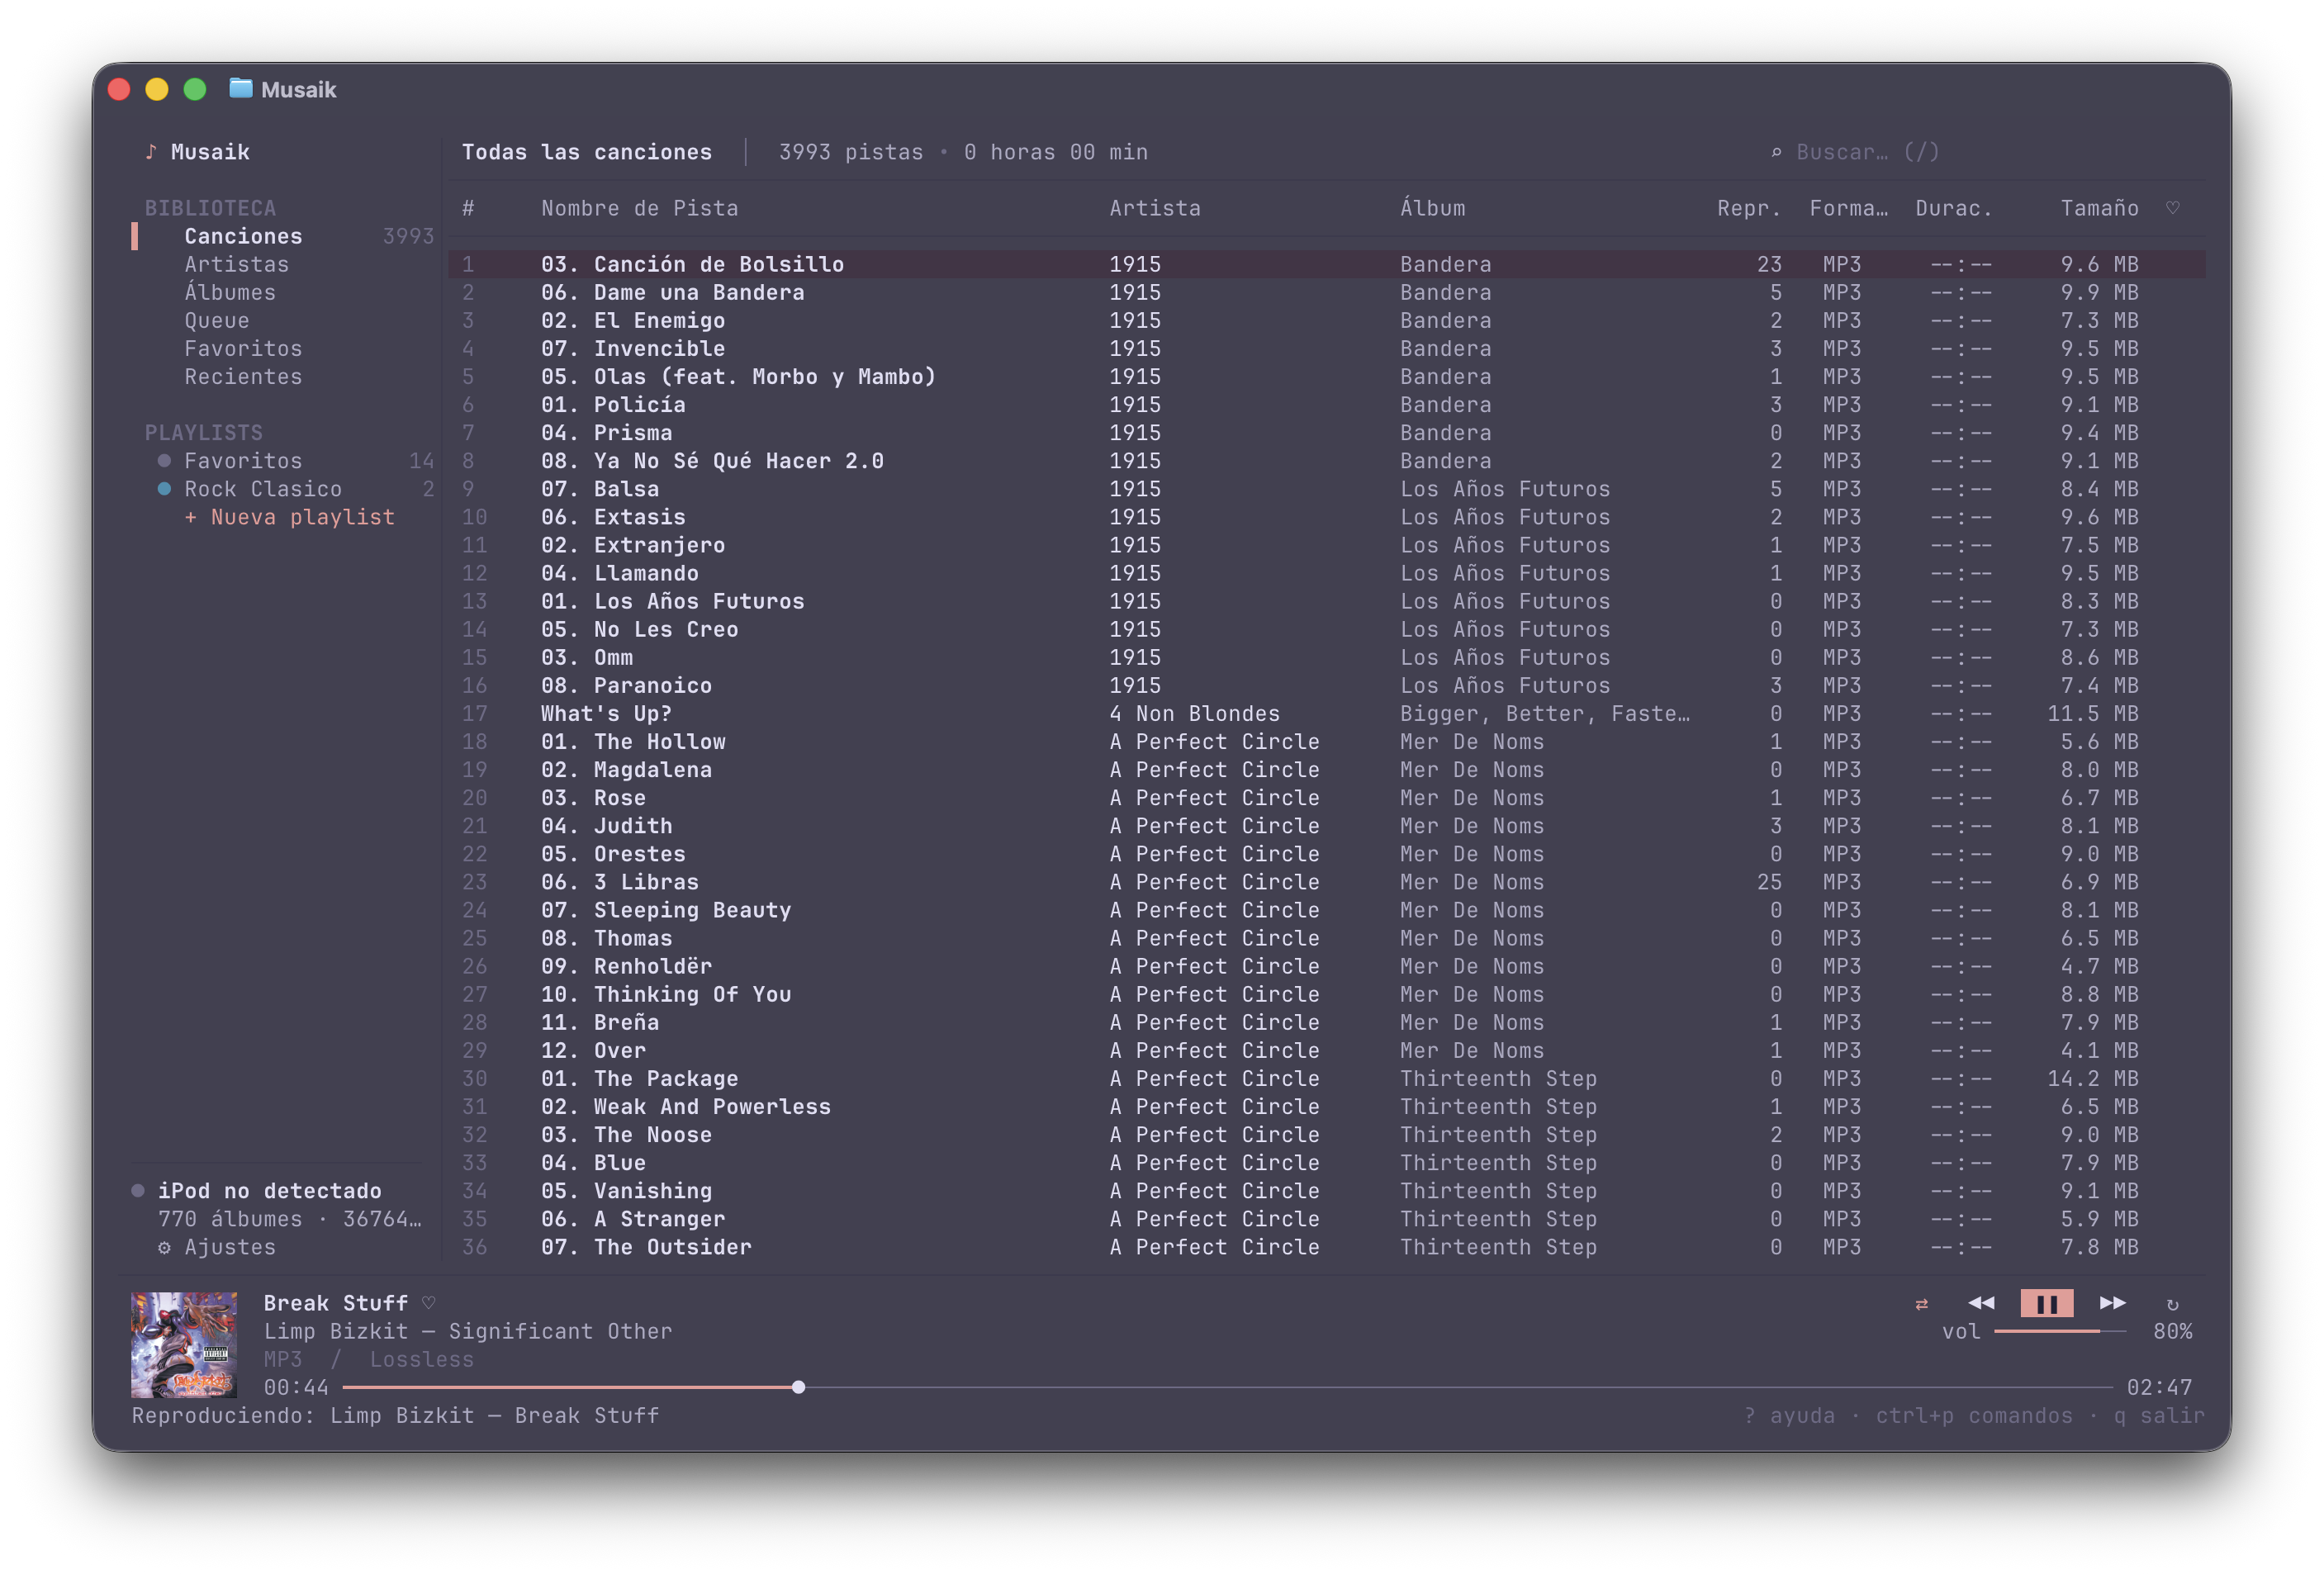 Musaik
♪ Musaik
BIBLIOTECA
Canciones 3993
Artistas
Álbumes
Queue
Favoritos
Recientes
PLAYLISTS
Favoritos 14
Rock Clasico 2
+ Nueva playlist
iPod no detectado
770 álbumes · 36764…
⚙ Ajustes
Todas las canciones │ 3993 pistas • 0 horas 00 min
⌕ Buscar… (/)
# Nombre de Pista Artista Álbum Repr. Forma… Durac. Tamaño ♡
1 03. Canción de Bolsillo 1915 Bandera 23 MP3 --:-- 9.6 MB
2 06. Dame una Bandera 1915 Bandera 5 MP3 --:-- 9.9 MB
3 02. El Enemigo 1915 Bandera 2 MP3 --:-- 7.3 MB
4 07. Invencible 1915 Bandera 3 MP3 --:-- 9.5 MB
5 05. Olas (feat. Morbo y Mambo) 1915 Bandera 1 MP3 --:-- 9.5 MB
6 01. Policía 1915 Bandera 3 MP3 --:-- 9.1 MB
7 04. Prisma 1915 Bandera 0 MP3 --:-- 9.4 MB
8 08. Ya No Sé Qué Hacer 2.0 1915 Bandera 2 MP3 --:-- 9.1 MB
9 07. Balsa 1915 Los Años Futuros 5 MP3 --:-- 8.4 MB
10 06. Extasis 1915 Los Años Futuros 2 MP3 --:-- 9.6 MB
11 02. Extranjero 1915 Los Años Futuros 1 MP3 --:-- 7.5 MB
12 04. Llamando 1915 Los Años Futuros 1 MP3 --:-- 9.5 MB
13 01. Los Años Futuros 1915 Los Años Futuros 0 MP3 --:-- 8.3 MB
14 05. No Les Creo 1915 Los Años Futuros 0 MP3 --:-- 7.3 MB
15 03. Omm 1915 Los Años Futuros 0 MP3 --:-- 8.6 MB
16 08. Paranoico 1915 Los Años Futuros 3 MP3 --:-- 7.4 MB
17 What's Up? 4 Non Blondes Bigger, Better, Faste… 0 MP3 --:-- 11.5 MB
18 01. The Hollow A Perfect Circle Mer De Noms 1 MP3 --:-- 5.6 MB
19 02. Magdalena A Perfect Circle Mer De Noms 0 MP3 --:-- 8.0 MB
20 03. Rose A Perfect Circle Mer De Noms 1 MP3 --:-- 6.7 MB
21 04. Judith A Perfect Circle Mer De Noms 3 MP3 --:-- 8.1 MB
22 05. Orestes A Perfect Circle Mer De Noms 0 MP3 --:-- 9.0 MB
23 06. 3 Libras A Perfect Circle Mer De Noms 25 MP3 --:-- 6.9 MB
24 07. Sleeping Beauty A Perfect Circle Mer De Noms 0 MP3 --:-- 8.1 MB
25 08. Thomas A Perfect Circle Mer De Noms 0 MP3 --:-- 6.5 MB
26 09. Renholdër A Perfect Circle Mer De Noms 0 MP3 --:-- 4.7 MB
27 10. Thinking Of You A Perfect Circle Mer De Noms 0 MP3 --:-- 8.8 MB
28 11. Breña A Perfect Circle Mer De Noms 1 MP3 --:-- 7.9 MB
29 12. Over A Perfect Circle Mer De Noms 1 MP3 --:-- 4.1 MB
30 01. The Package A Perfect Circle Thirteenth Step 0 MP3 --:-- 14.2 MB
31 02. Weak And Powerless A Perfect Circle Thirteenth Step 1 MP3 --:-- 6.5 MB
32 03. The Noose A Perfect Circle Thirteenth Step 2 MP3 --:-- 9.0 MB
33 04. Blue A Perfect Circle Thirteenth Step 0 MP3 --:-- 7.9 MB
34 05. Vanishing A Perfect Circle Thirteenth Step 0 MP3 --:-- 9.1 MB
35 06. A Stranger A Perfect Circle Thirteenth Step 0 MP3 --:-- 5.9 MB
36 07. The Outsider A Perfect Circle Thirteenth Step 0 MP3 --:-- 7.8 MB
Break Stuff ♡
Limp Bizkit — Significant Other
MP3 / Lossless
vol 80%
00:44 02:47
Reproduciendo: Limp Bizkit — Break Stuff
? ayuda · ctrl+p comandos · q salir